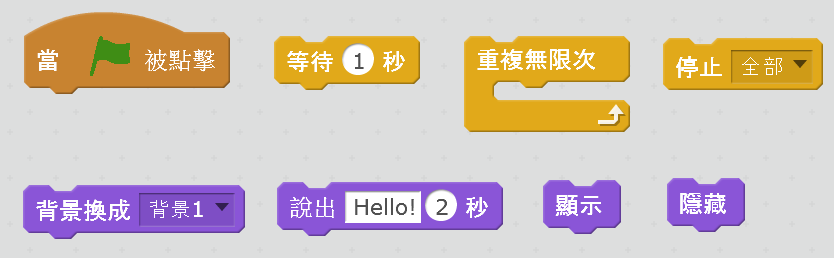 當 被點擊
等待 1 秒
重複無限次
停止 全部
背景換成 背景1
說出 Hello! 2 秒
顯示
隱藏